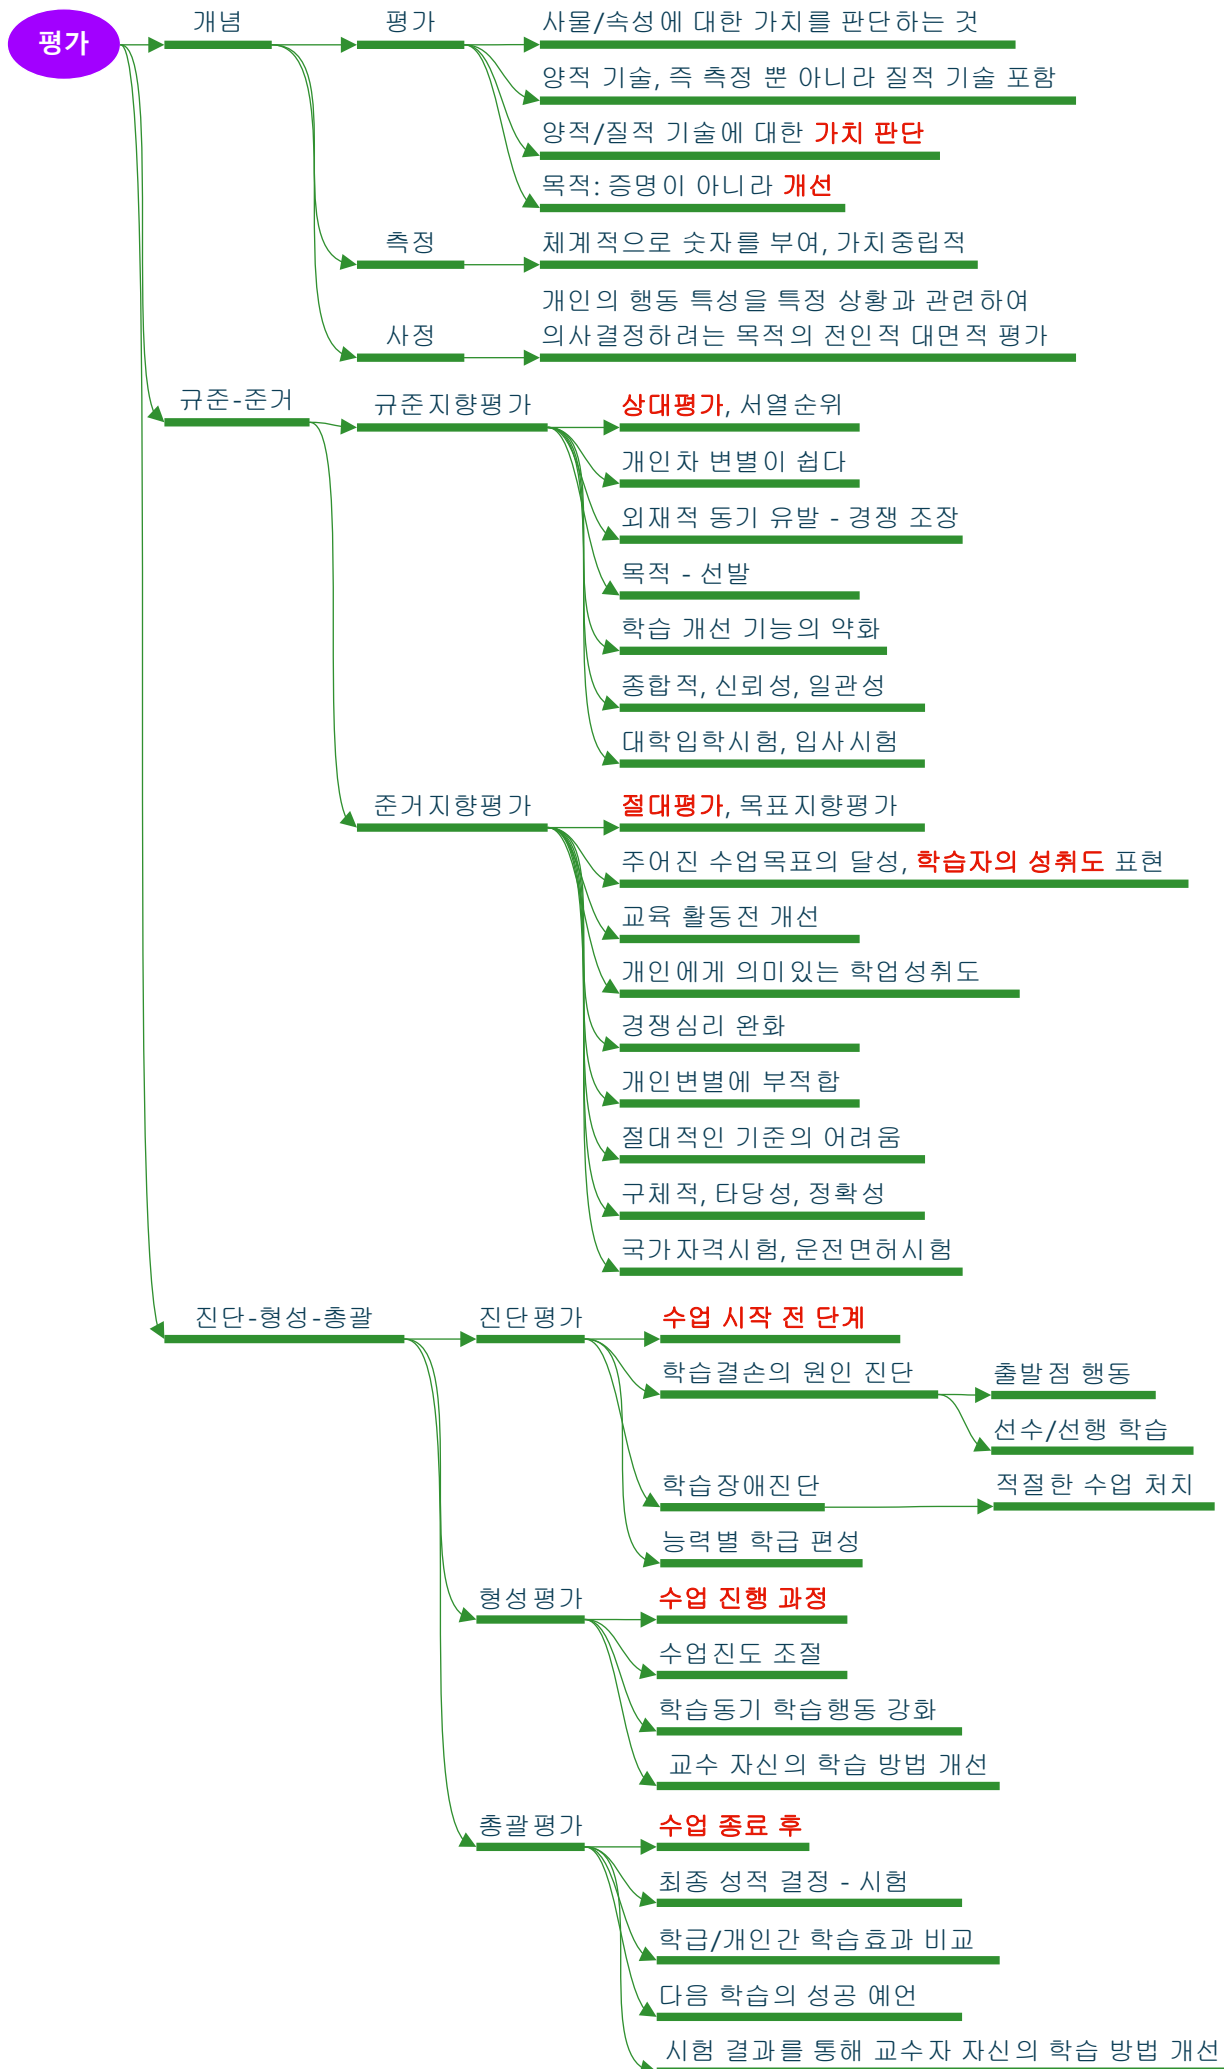 평가
개념
평가
사물/속성에 대한 가치를 판단하는 것
양적 기술, 즉 측정 뿐 아니라 질적 기술 포함
양적/질적 기술에 대한 가치 판단
목적: 증명이 아니라 개선
측정
체계적으로 숫자를 부여, 가치중립적
사정
개인의 행동 특성을 특정 상황과 관련하여
의사결정하려는 목적의 전인적 대면적 평가
규준-준거
규준지향평가
상대평가, 서열순위
개인차 변별이 쉽다
외재적 동기 유발 - 경쟁 조장
목적 - 선발
학습 개선 기능의 약화
종합적, 신뢰성, 일관성
대학입학시험, 입사시험
준거지향평가
절대평가, 목표지향평가
주어진 수업목표의 달성, 학습자의 성취도 표현
교육 활동전 개선
개인에게 의미있는 학업성취도
경쟁심리 완화
개인변별에 부적합
절대적인 기준의 어려움
구체적, 타당성, 정확성
국가자격시험, 운전면허시험
진단-형성-총괄
진단평가
수업 시작 전 단계
학습결손의 원인 진단
출발점 행동
선수/선행 학습
학습장애진단
적절한 수업 처치
능력별 학급 편성
형성평가
수업 진행 과정
수업진도 조절
학습동기 학습행동 강화
교수 자신의 학습 방법 개선
총괄평가
수업 종료 후
최종 성적 결정 - 시험
학급/개인간 학습효과 비교
다음 학습의 성공 예언
시험 결과를 통해 교수자 자신의 학습 방법 개선